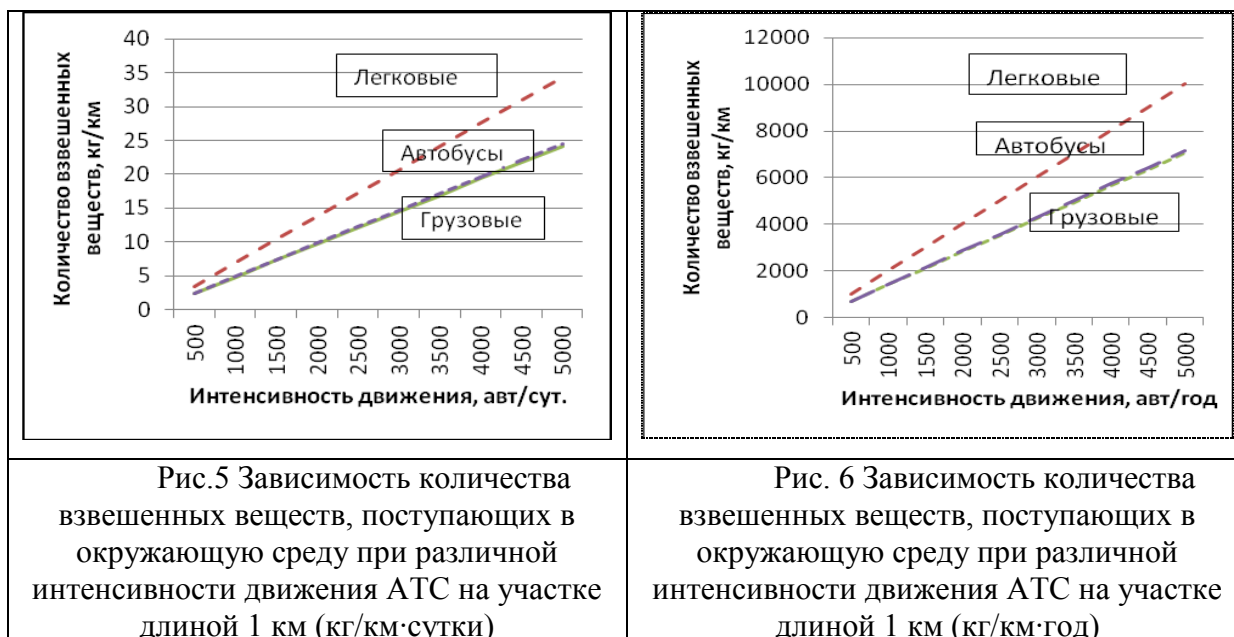 Количество взвешенных
веществ, кг/км
40
35
30
25
20
15
10
5
0
Легковые
Автобусы
Грузовые
500
1000
1500
2000
2500
3000
3500
4000
4500
5000
Интенсивность движения, авт/сут.
Количество взвешенных
веществ, кг/км
12000
10000
8000
6000
4000
2000
0
Легковые
Автобусы
Грузовые
500
1000
1500
2000
2500
3000
3500
4000
4500
5000
Интенсивность движения, авт/год
Рис.5 Зависимость количества
взвешенных веществ, поступающих в
окружающую среду при различной
интенсивности движения АТС на участке
длиной 1 км (кг/км·сутки)
Рис. 6 Зависимость количества
взвешенных веществ, поступающих в
окружающую среду при различной
интенсивности движения АТС на участке
длиной 1 км (кг/км·год)